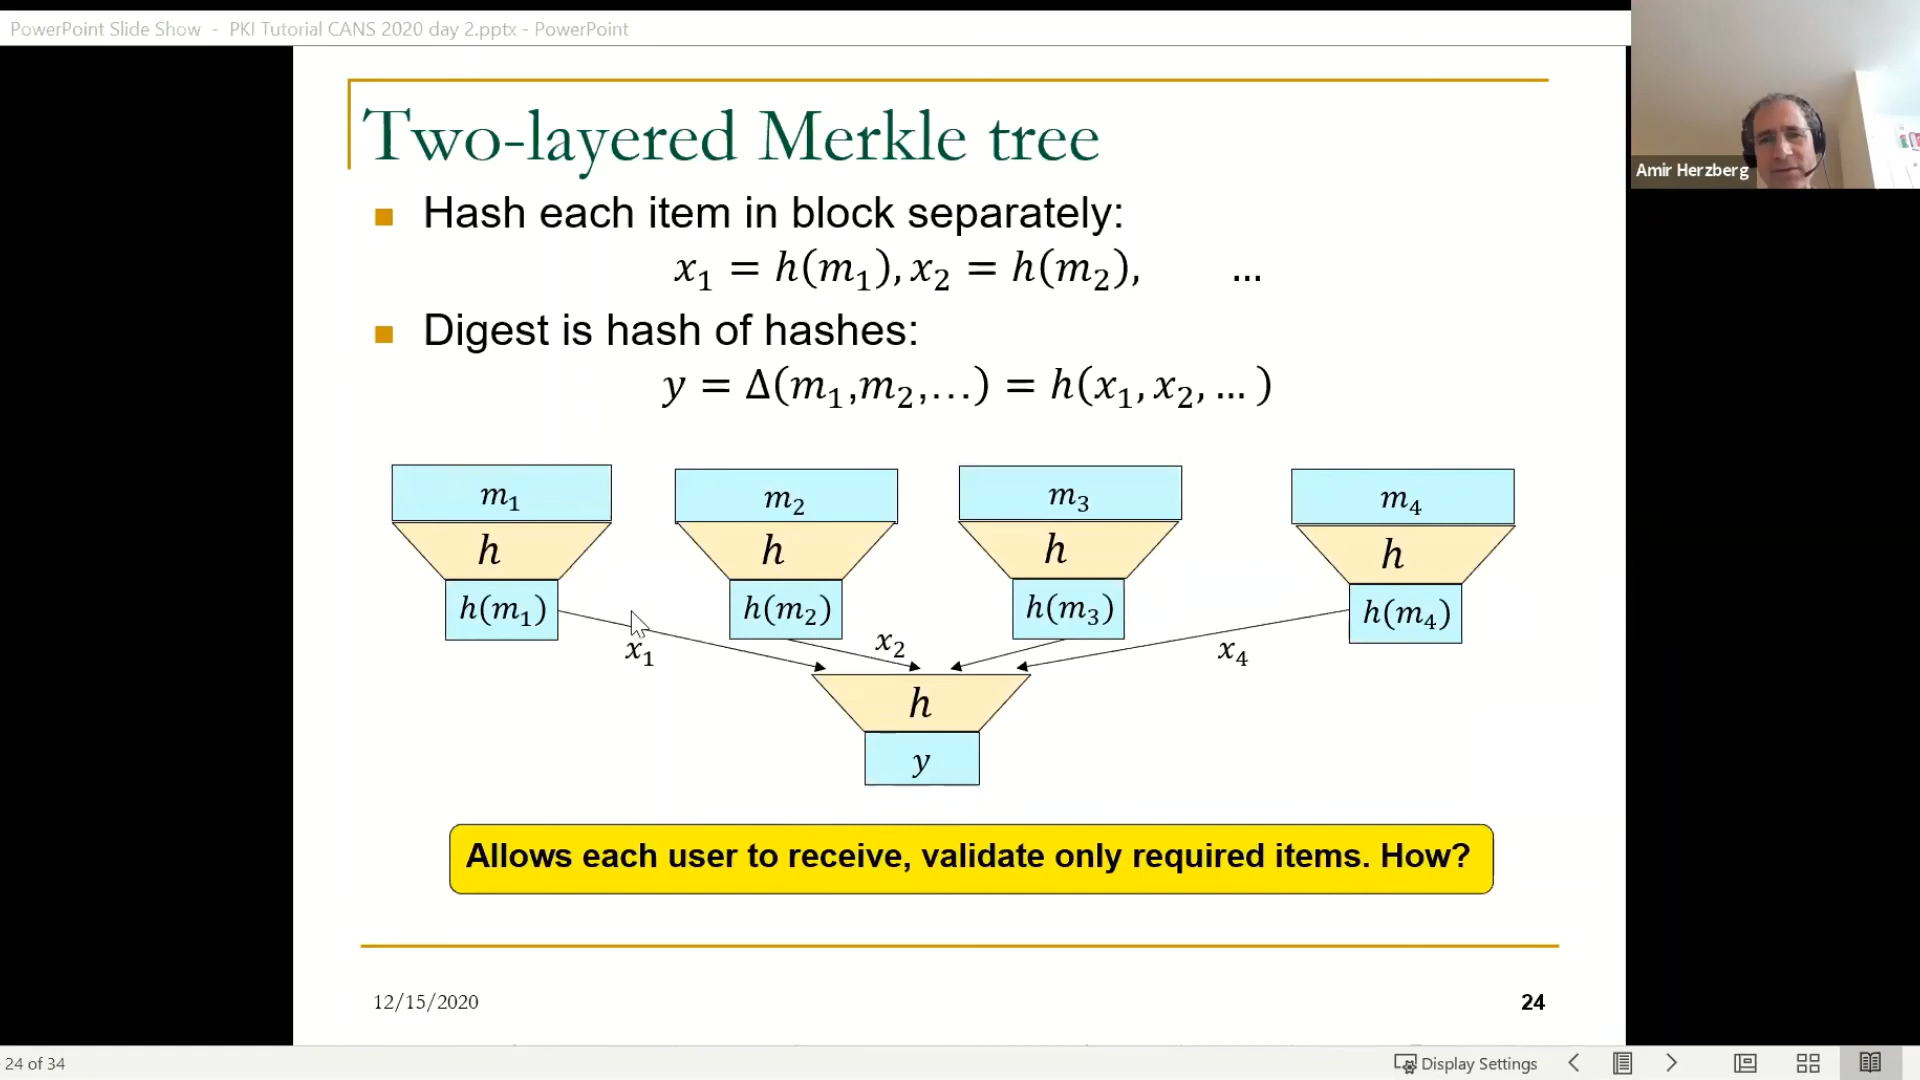 PowerPoint Slide Show - PKI Tutorial CANS 2020 day 2.pptx - PowerPoint
Amir Herzberg
Two-layered Merkle tree
Hash each item in block separately:
x₁ = h(m₁), x₂ = h(m₂), ...
Digest is hash of hashes:
y = Δ(m₁,m₂,…) = h(x₁, x₂, … )
m₁ m₂ m₃ m₄
h h h h
h(m₁) h(m₂) h(m₃) h(m₄)
x₁ x₂ x₄
h
y
Allows each user to receive, validate only required items. How?
12/15/2020 24
24 of 34 Display Settings